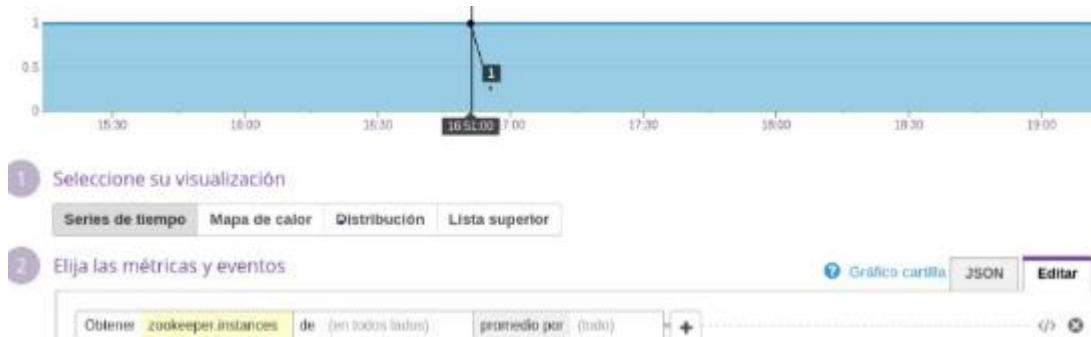 1
0.5
1
0
15:30 16:00 16:30 16:51:00 17:00 17:30 18:00 18:30 19:00
1 Seleccione su visualización
Series de tiempo Mapa de calor Distribución Lista superior
2 Elija las métricas y eventos
Gráfico cartilla JSON Editar
Obtener zookeeper.instances de (en todos lados) promedio por (todo) +